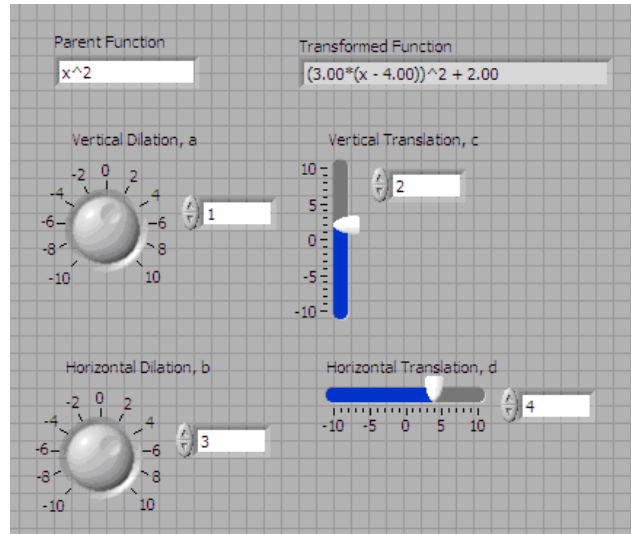 Parent Function
x^2
Transformed Function
(3.00*(x - 4.00))^2 + 2.00
Vertical Dilation, a
-10 -8 -6 -4 -2 0 2 4 6 8 10
1
Vertical Translation, c
10
5
0
-5
-10
2
Horizontal Dilation, b
-10 -8 -6 -4 -2 0 2 4 6 8 10
3
Horizontal Translation, d
-10 -5 0 5 10
4